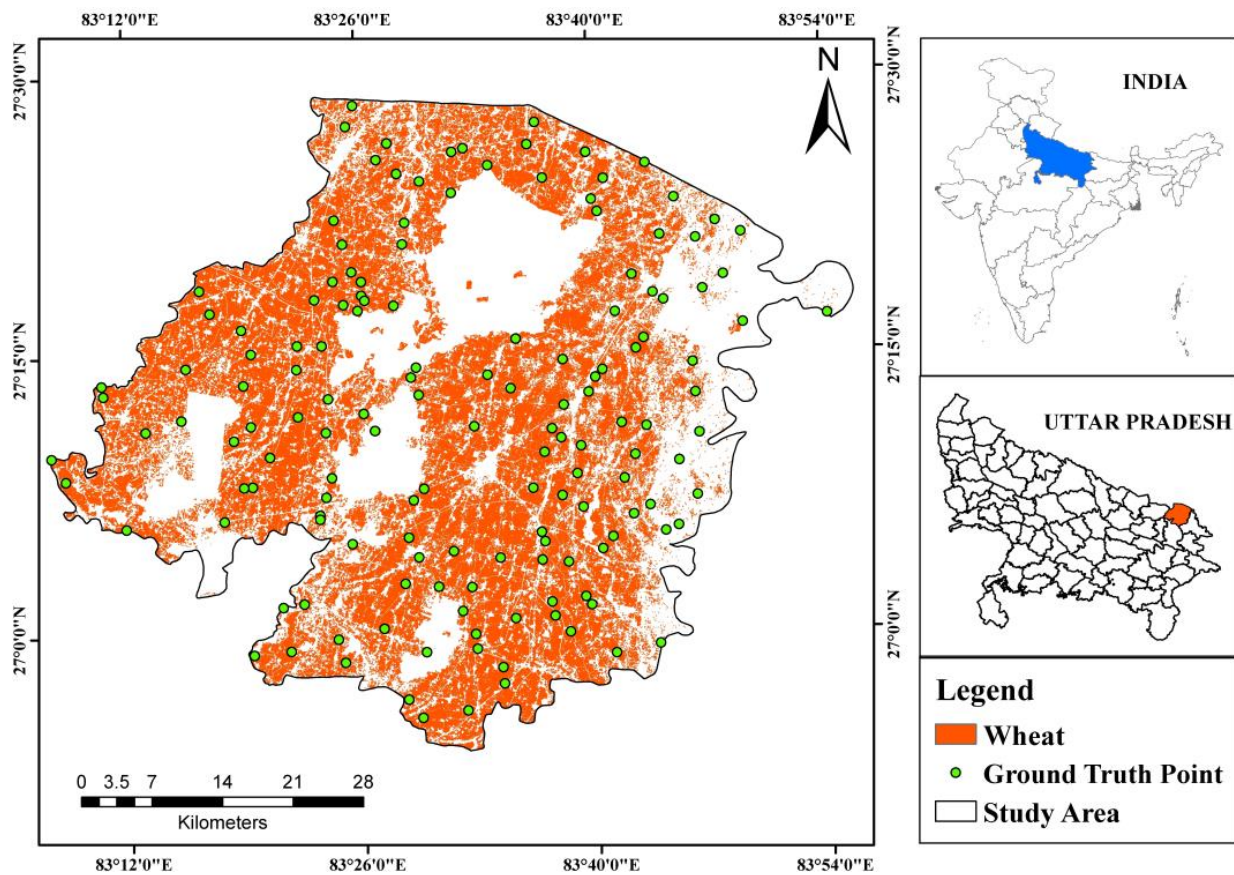 83°12'0"E 83°26'0"E 83°40'0"E 83°54'0"E
27°30'0"N
27°15'0"N
27°0'0"N
N
0 3.5 7 14 21 28
Kilometers
27°30'0"N
27°15'0"N
27°0'0"N
83°12'0"E 83°26'0"E 83°40'0"E 83°54'0"E
INDIA
UTTAR PRADESH
Legend
Wheat
Ground Truth Point
Study Area